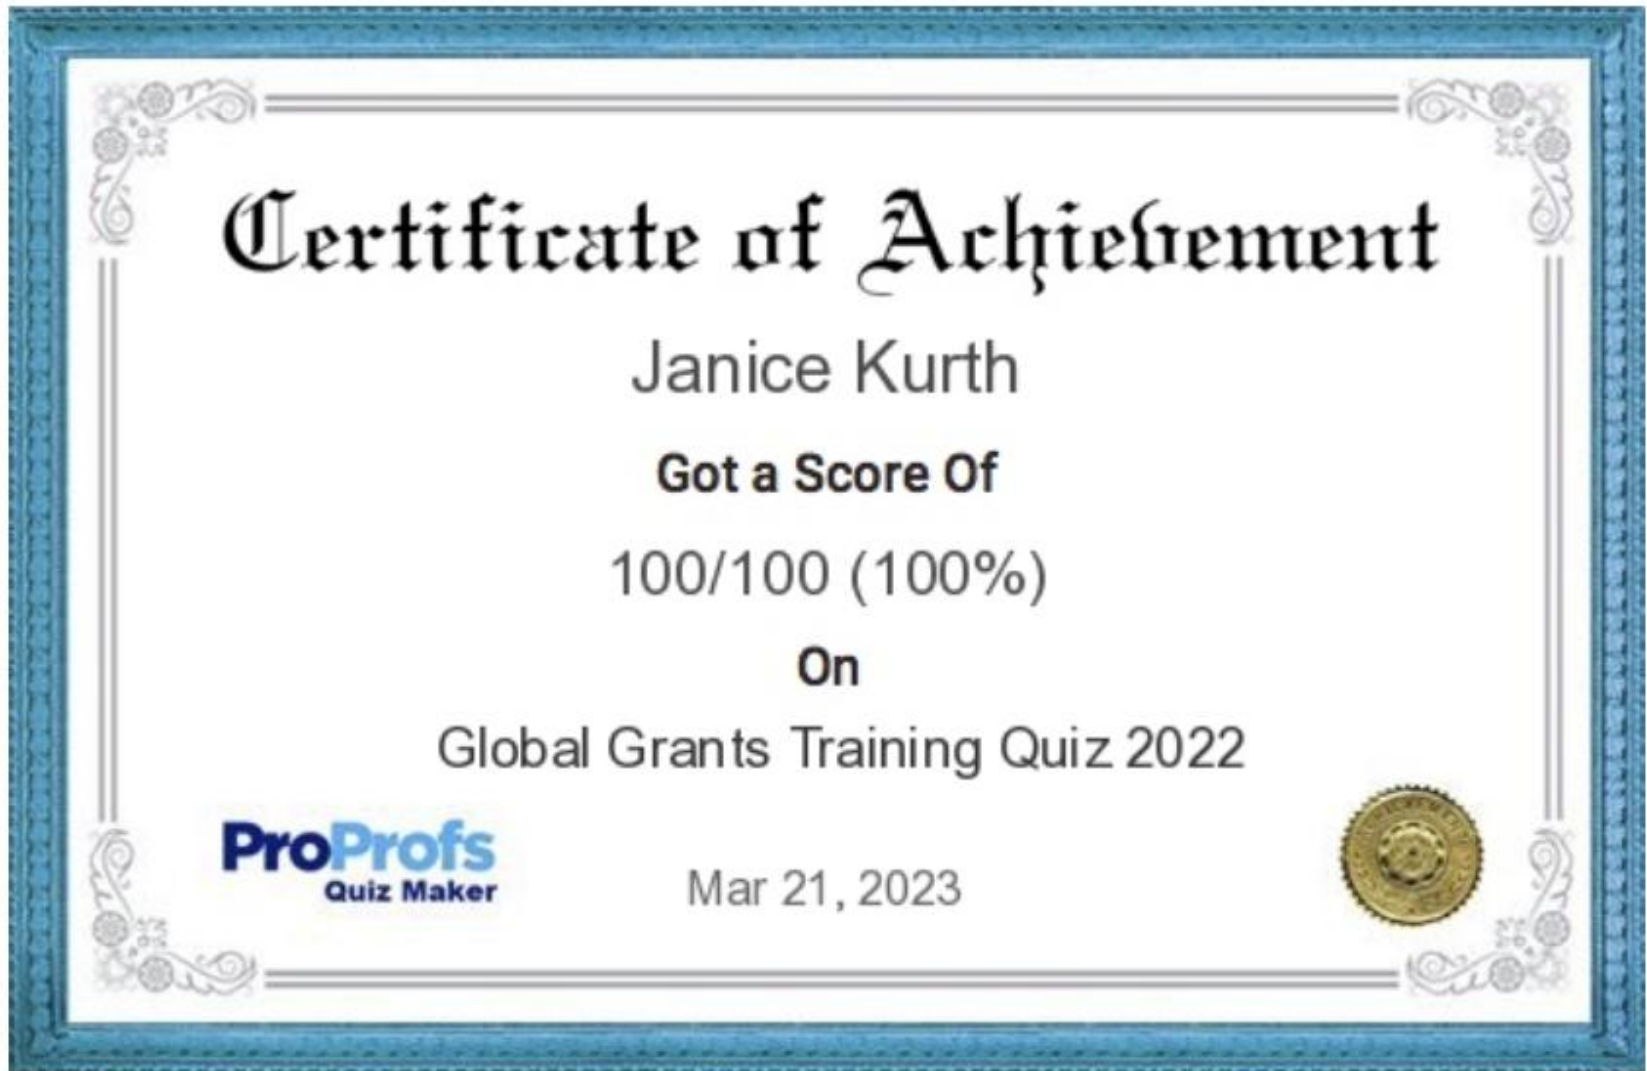 Certificate of Achievement
Janice Kurth
Got a Score Of
100/100 (100%)
On
Global Grants Training Quiz 2022
ProProfs
Quiz Maker
Mar 21, 2023